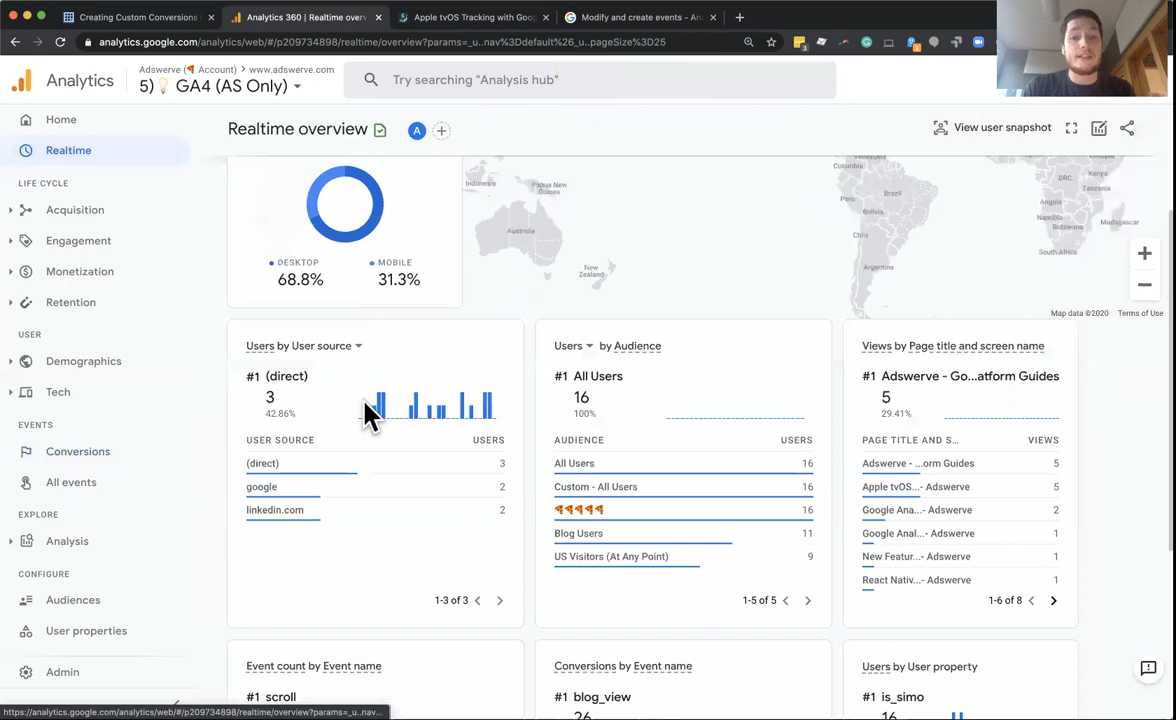 Creating Custom Conversions
Analytics 360 | Realtime over
Apple tvOS Tracking with Goog
Modify and create events - An
analytics.google.com/analytics/web/#/p209734898/realtime/overview?params=_u..nav%3Ddefault%26_u..pageSize%3D25
Analytics
Adswerve (🍕 Account) > www.adswerve.com
5)💡 GA4 (AS Only)
Try searching "Analysis hub"
Home
Realtime
LIFE CYCLE
Acquisition
Engagement
Monetization
Retention
USER
Demographics
Tech
EVENTS
Conversions
All events
EXPLORE
Analysis
CONFIGURE
Audiences
User properties
Admin
https://analytics.google.com/analytics/web/#/p209734898/realtime/overview?params=_u..nav...
Realtime overview
A
View user snapshot
DESKTOP
68.8%
MOBILE
31.3%
Indonesia
Papua New
Guinea
Australia
New
Zealand
Colombia
Peru
Brazil
Bolivia
Chile
Argentina
DRC
Kenya
Tanzania
Angola
Namibia
Botswana
Madagascar
South Africa
Map data ©2020
Terms of Use
Users by User source
#1 (direct)
3
42.86%
USER SOURCE USERS
(direct) 3
google 2
linkedin.com 2
1-3 of 3
Users by Audience
#1 All Users
16
100%
AUDIENCE USERS
All Users 16
Custom - All Users 16
🍕🍕🍕🍕🍕 16
Blog Users 11
US Visitors (At Any Point) 9
1-5 of 5
Views by Page title and screen name
#1 Adswerve - Go...atform Guides
5
29.41%
PAGE TITLE AND S... VIEWS
Adswerve - ...orm Guides 5
Apple tvOS...- Adswerve 5
Google Ana...- Adswerve 2
Google Anal...- Adswerve 1
New Featur...- Adswerve 1
React Nativ...- Adswerve 1
1-6 of 8
Event count by Event name
#1 scroll
Conversions by Event name
#1 blog_view
26
Users by User property
#1 is_simo
16